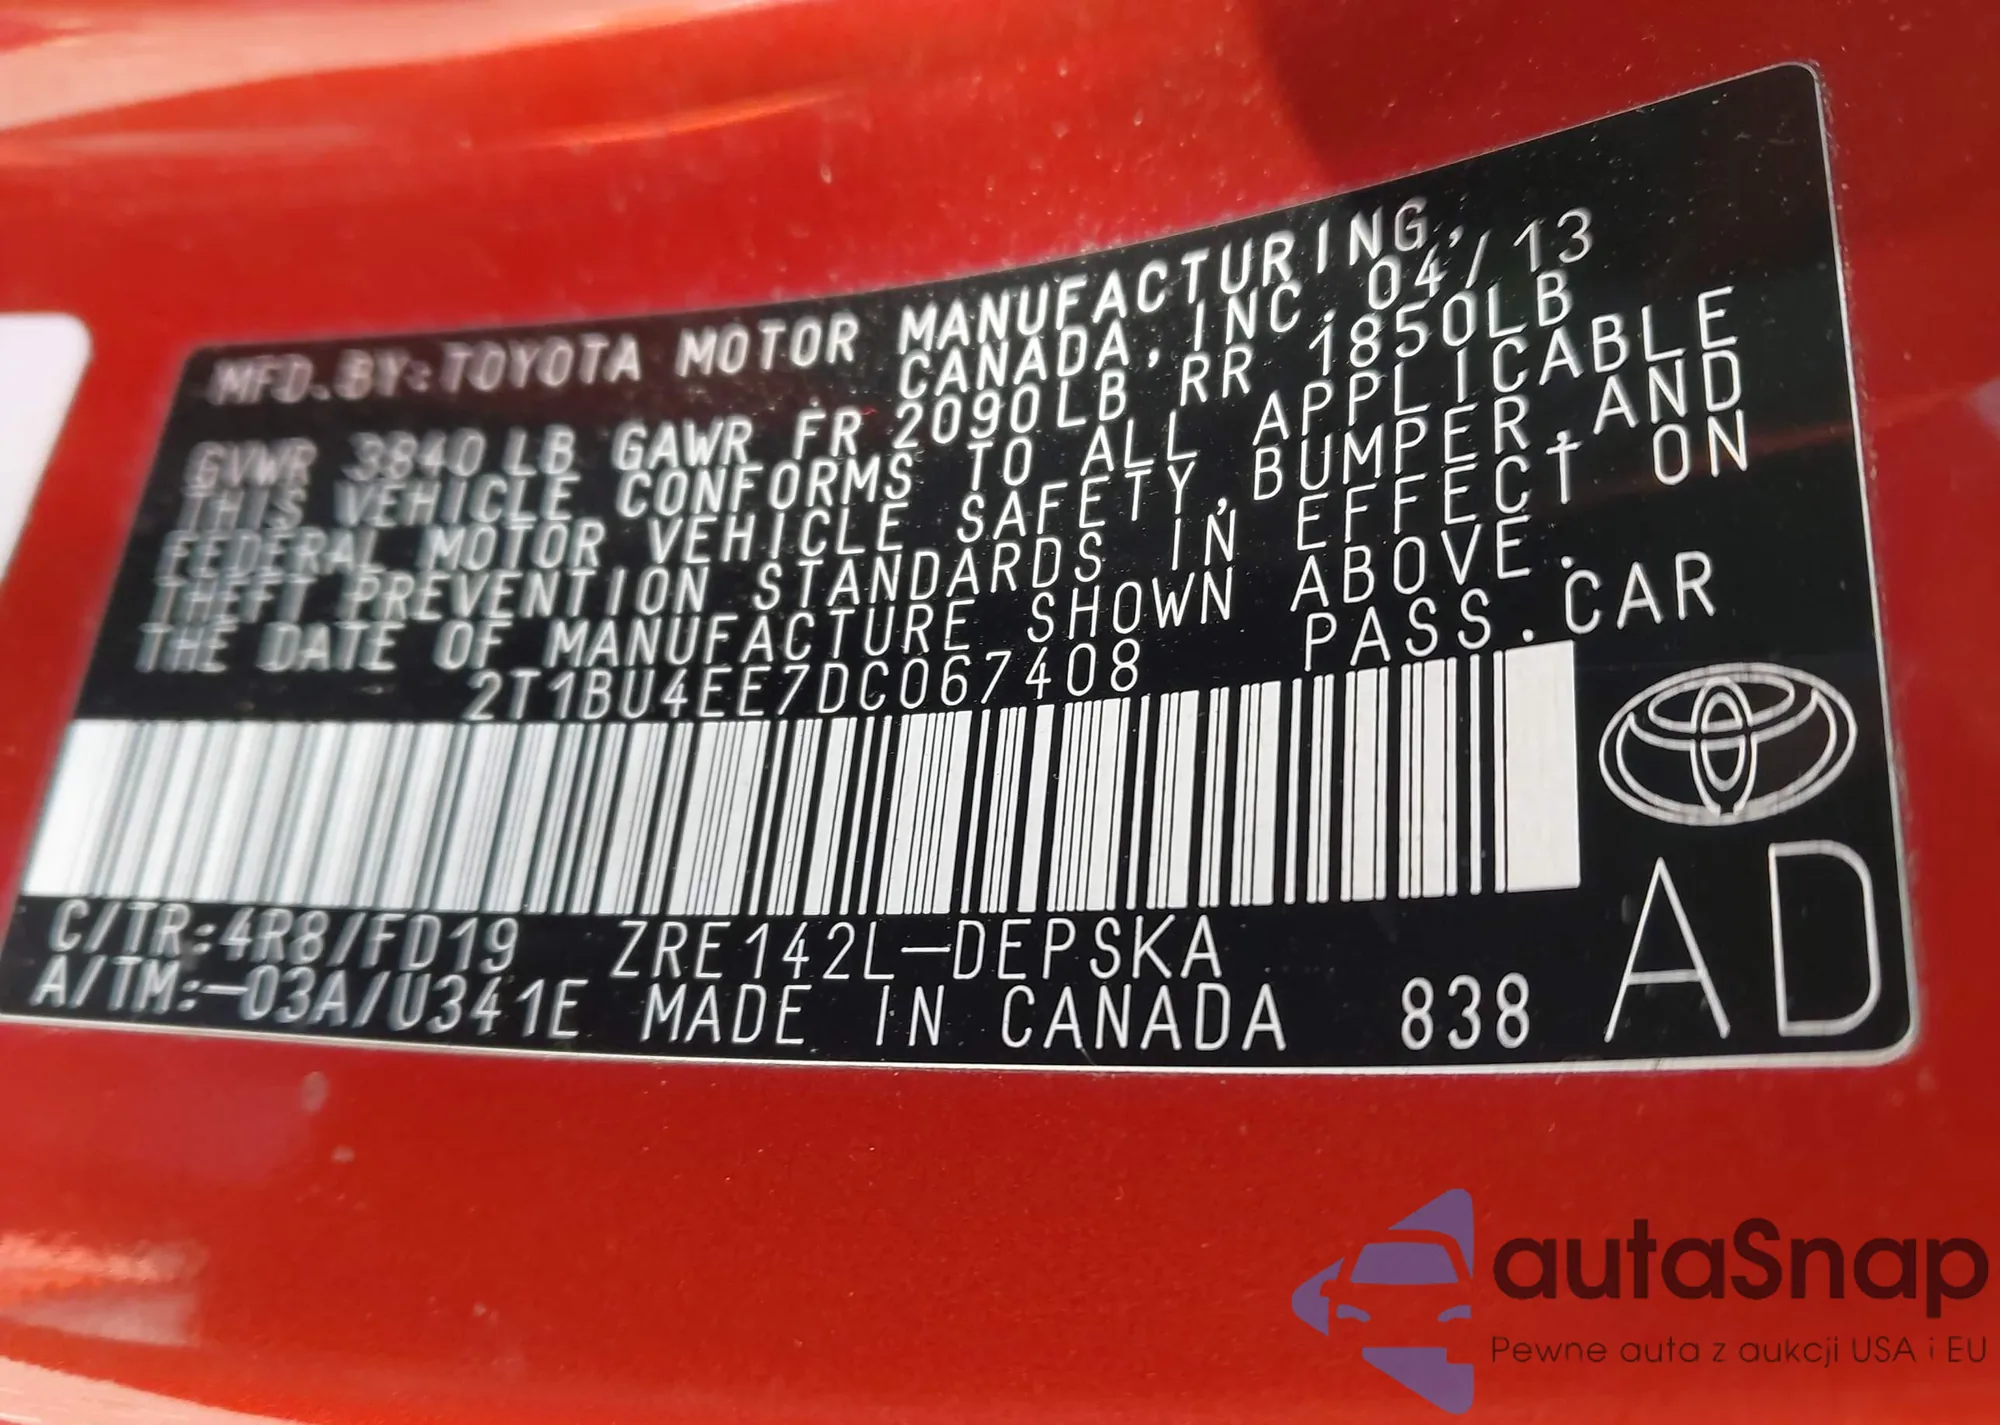 MFD.BY:TOYOTA MOTOR MANUFACTURING,
CANADA, INC. 04/13
GVWR 3840LB GAWR FR 2090LB RR 1850LB
THIS VEHICLE CONFORMS TO ALL APPLICABLE
FEDERAL MOTOR VEHICLE SAFETY,BUMPER,AND
THEFT PREVENTION STANDARDS IN EFFECT ON
THE DATE OF MANUFACTURE SHOWN ABOVE.
2T1BU4EE7DC067408 PASS.CAR
C/TR:4R8/FD19 ZRE142L-DEPSKA
A/TM:-03A/U341E MADE IN CANADA 838
AD
autaSnap
Pewne auta z aukcji USA i EU